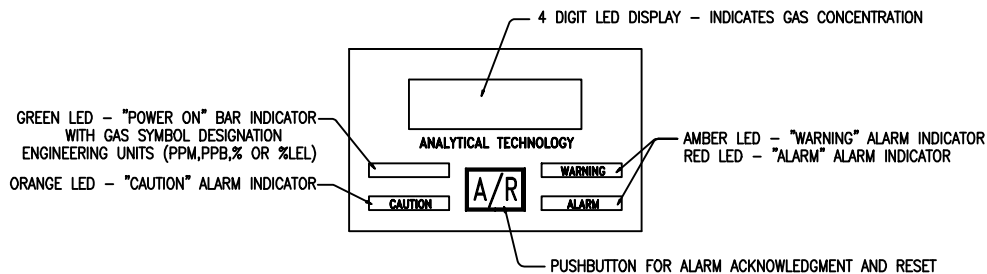 4 DIGIT LED DISPLAY – INDICATES GAS CONCENTRATION
GREEN LED – "POWER ON" BAR INDICATOR
WITH GAS SYMBOL DESIGNATION
ENGINEERING UNITS (PPM,PPB,% OR %LEL)
ORANGE LED – "CAUTION" ALARM INDICATOR
ANALYTICAL TECHNOLOGY
WARNING
CAUTION
A/R
ALARM
AMBER LED – "WARNING" ALARM INDICATOR
RED LED – "ALARM" ALARM INDICATOR
PUSHBUTTON FOR ALARM ACKNOWLEDGMENT AND RESET